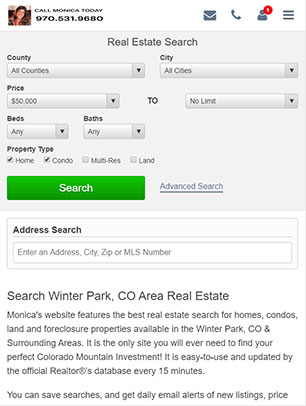 CALL MONICA TODAY
970.531.9680
1
Real Estate Search
County City
All Counties All Cities
Price
$50,000 TO No Limit
Beds Baths
Any Any
Property Type
Home Condo Multi-Res Land
Search Advanced Search
Address Search
Enter an Address, City, Zip or MLS Number
Search Winter Park, CO Area Real Estate
Monica's website features the best real estate search for homes, condos,
land and foreclosure properties available in the Winter Park, CO &
Surrounding Areas. It is the only site you will ever need to find your
perfect Colorado Mountain Investment! It is easy-to-use and updated by
the official Realtor®'s database every 15 minutes.
You can save searches, and get daily email alerts of new listings, price